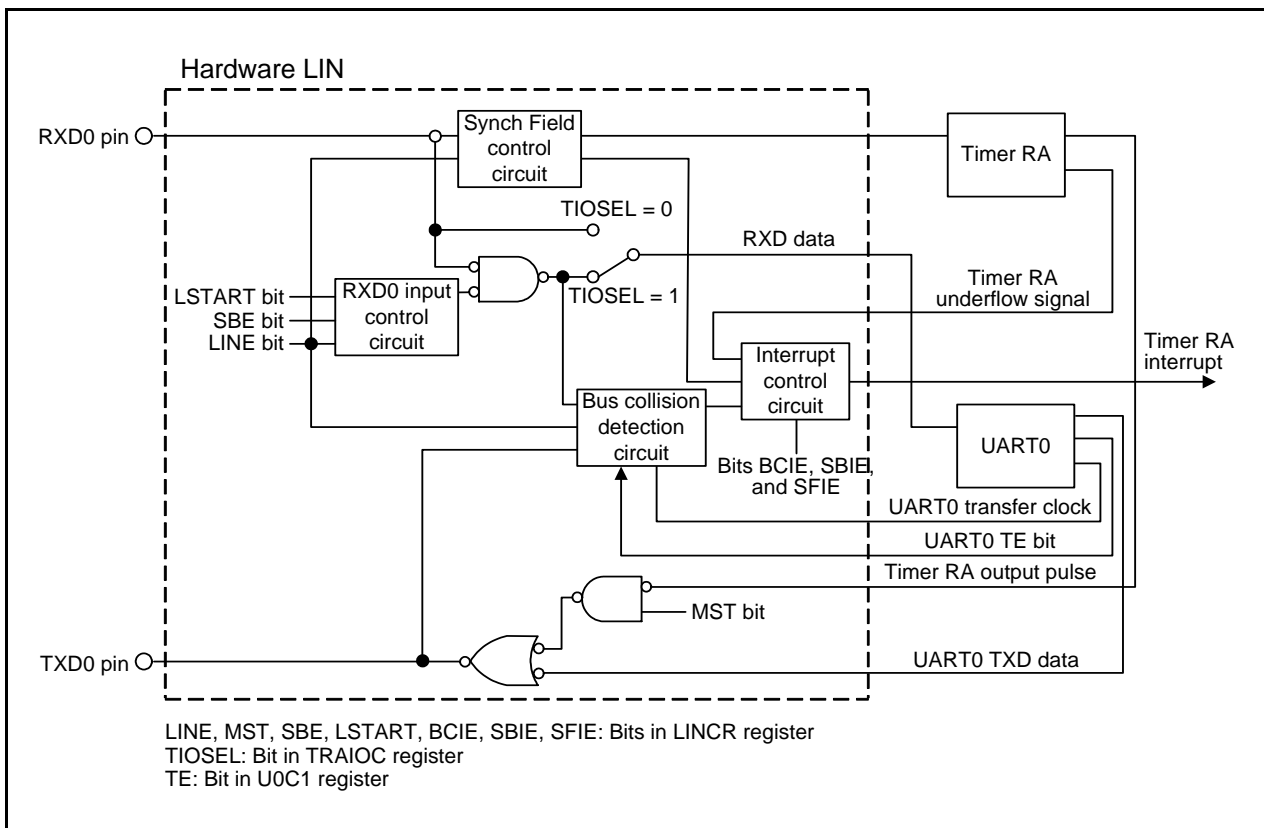 Hardware LIN
RXD0 pin
Synch Field
control
circuit
Timer RA
TIOSEL = 0
RXD data
TIOSEL = 1
LSTART bit
SBE bit
LINE bit
RXD0 input
control
circuit
Timer RA
underflow signal
Timer RA
interrupt
Interrupt
control
circuit
Bus collision
detection
circuit
Bits BCIE, SBIE,
and SFIE
UART0
UART0 transfer clock
UART0 TE bit
Timer RA output pulse
MST bit
TXD0 pin
UART0 TXD data
LINE, MST, SBE, LSTART, BCIE, SBIE, SFIE: Bits in LINCR register
TIOSEL: Bit in TRAIOC register
TE: Bit in U0C1 register